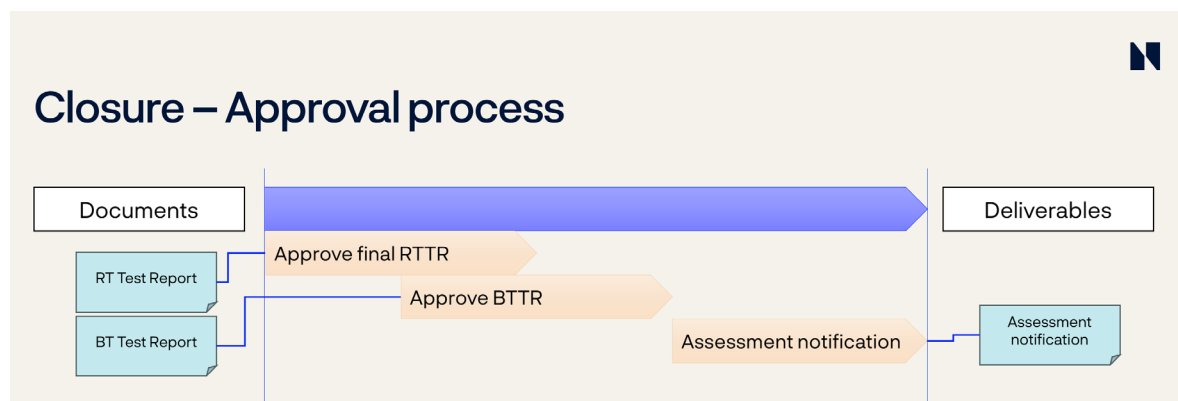 Closure – Approval process
Documents
Deliverables
Approve final RTTR
RT Test Report
Approve BTTR
BT Test Report
Assessment notification
Assessment
notification